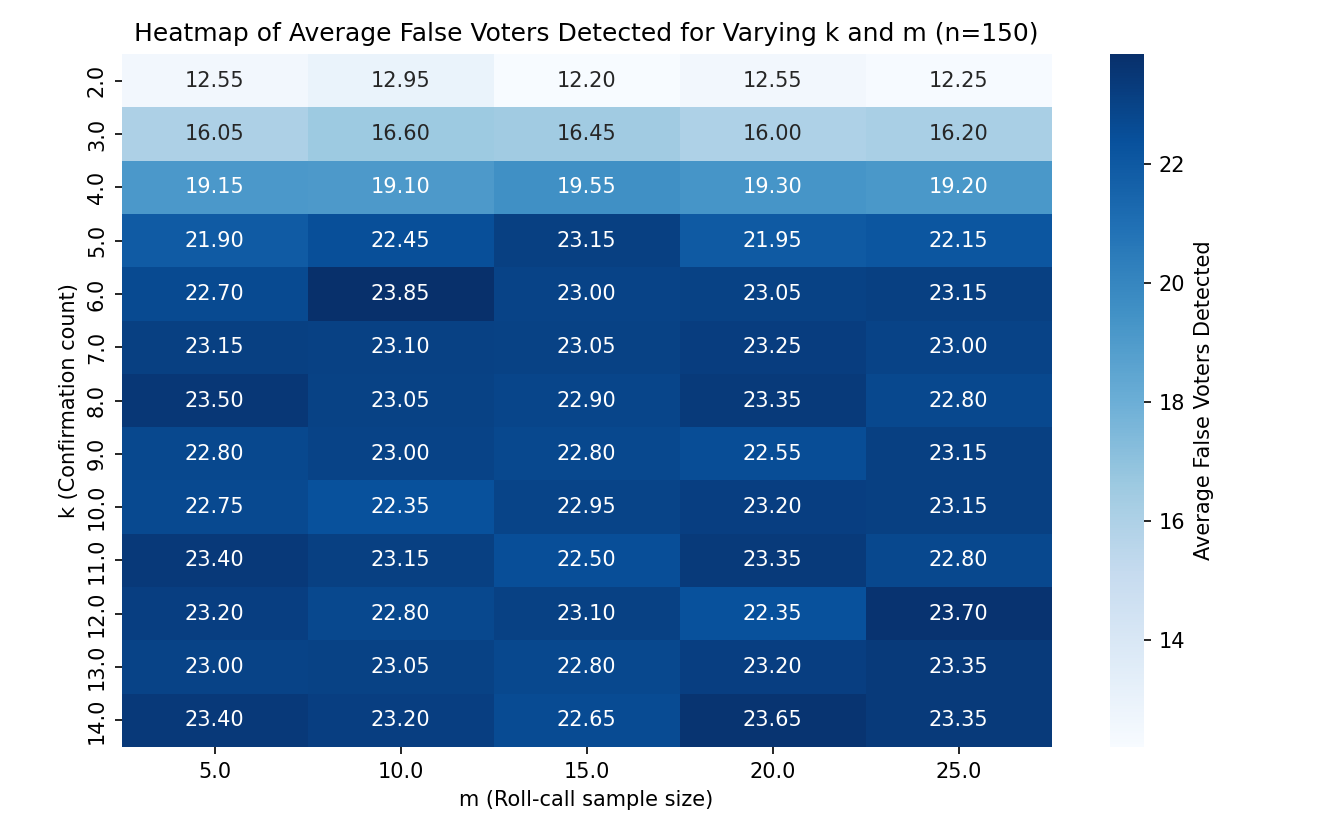 Heatmap of Average False Voters Detected for Varying k and m (n=150)
2.0 12.55 12.95 12.20 12.55 12.25
3.0 16.05 16.60 16.45 16.00 16.20
4.0 19.15 19.10 19.55 19.30 19.20
5.0 21.90 22.45 23.15 21.95 22.15
6.0 22.70 23.85 23.00 23.05 23.15
7.0 23.15 23.10 23.05 23.25 23.00
8.0 23.50 23.05 22.90 23.35 22.80
9.0 22.80 23.00 22.80 22.55 23.15
10.0 22.75 22.35 22.95 23.20 23.15
11.0 23.40 23.15 22.50 23.35 22.80
12.0 23.20 22.80 23.10 22.35 23.70
13.0 23.00 23.05 22.80 23.20 23.35
14.0 23.40 23.20 22.65 23.65 23.35
5.0 10.0 15.0 20.0 25.0
m (Roll-call sample size)
k (Confirmation count)
22
20
18
16
14
Average False Voters Detected